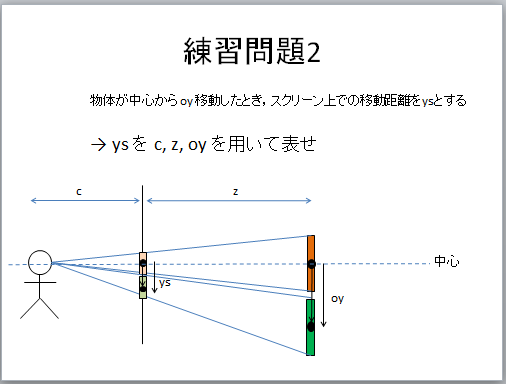 練習問題2
物体が中心からoy移動したとき，スクリーン上での移動距離をysとする
→ ysを c, z, oy を用いて表せ
c
z
中心
ys
oy